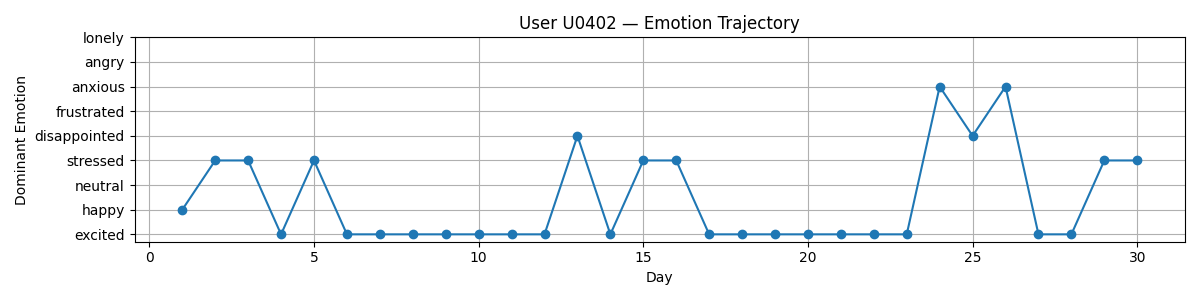 User U0402 — Emotion Trajectory
Dominant Emotion
lonely
angry
anxious
frustrated
disappointed
stressed
neutral
happy
excited
0 5 10 15 20 25 30
Day